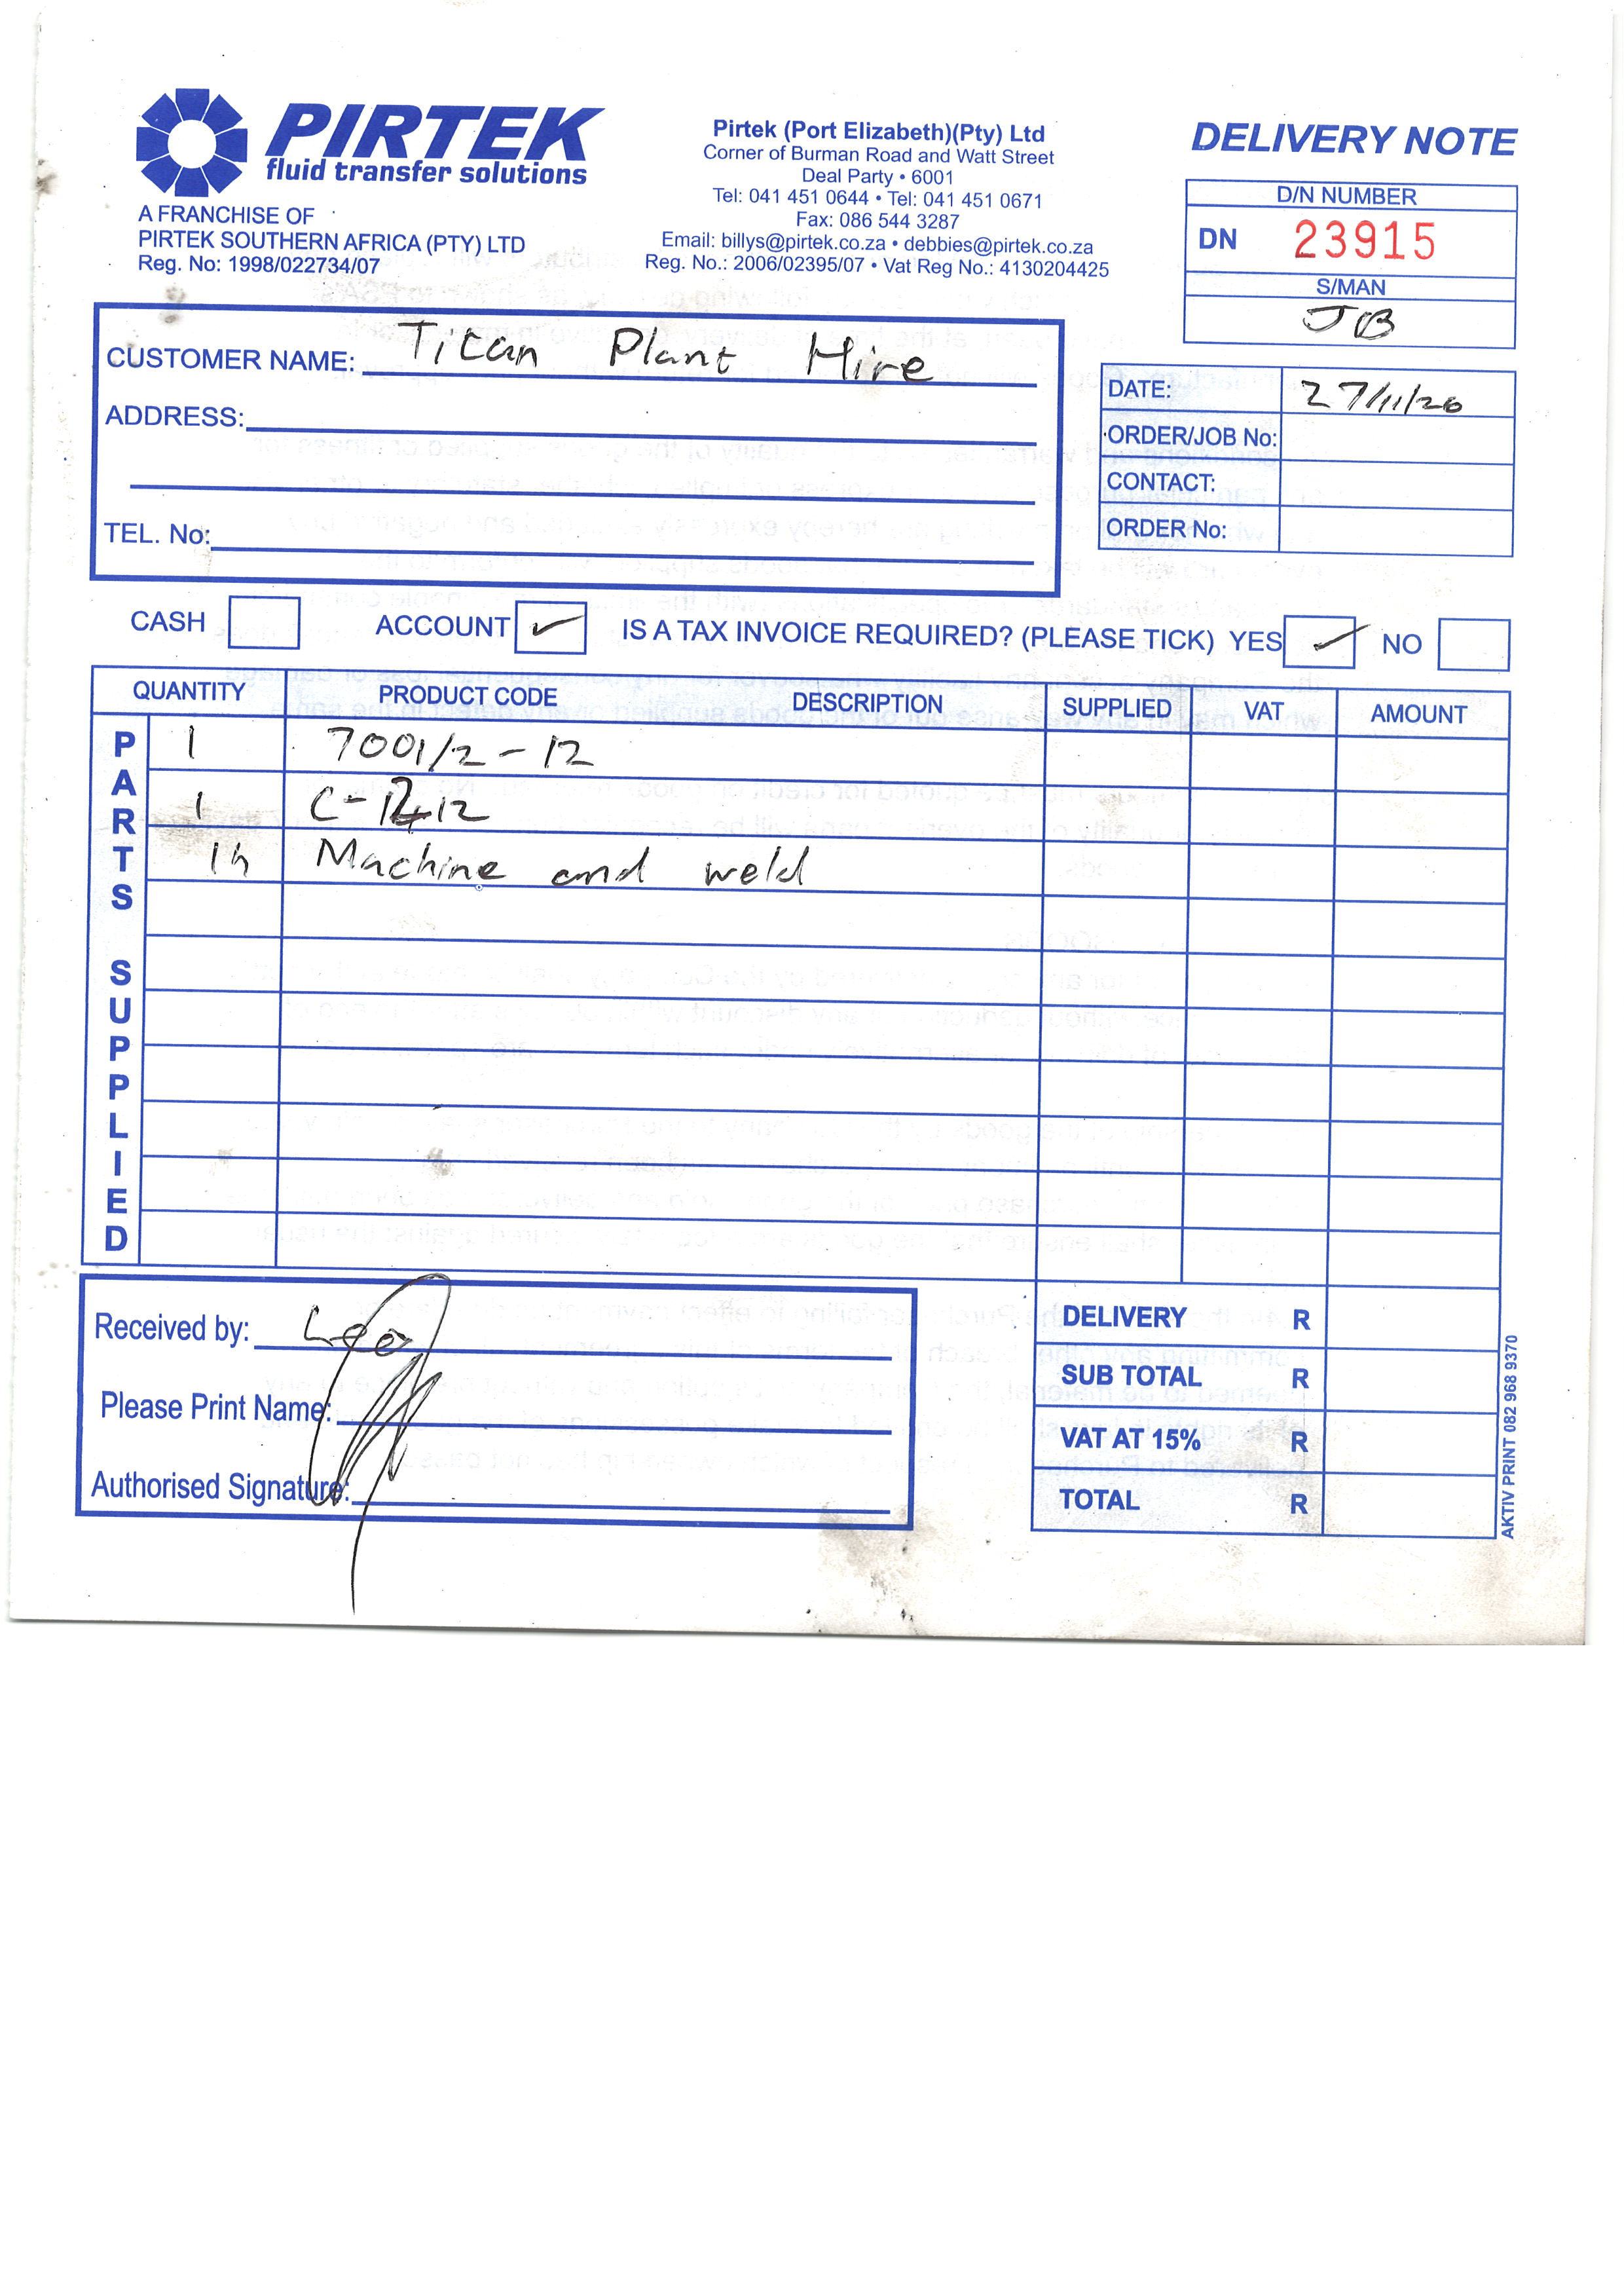 PIRTEK
fluid transfer solutions
A FRANCHISE OF
PIRTEK SOUTHERN AFRICA (PTY) LTD
Reg. No: 1998/022734/07
Pirtek (Port Elizabeth)(Pty) Ltd
Corner of Burman Road and Watt Street
Deal Party • 6001
Tel: 041 451 0644 • Tel: 041 451 0671
Fax: 086 544 3287
Email: billys@pirtek.co.za • debbies@pirtek.co.za
Reg. No.: 2006/02395/07 • Vat Reg No.: 4130204425
DELIVERY NOTE
D/N NUMBER
DN 23915
S/MAN
JB
CUSTOMER NAME: Titan Plant Hire
ADDRESS:
TEL. No:
DATE: 27/11/20
ORDER/JOB No:
CONTACT:
ORDER No:
CASH ACCOUNT ✓ IS A TAX INVOICE REQUIRED? (PLEASE TICK) YES ✓ NO
QUANTITY PRODUCT CODE DESCRIPTION SUPPLIED VAT AMOUNT
PARTS SUPPLIED
1 7001/2-12
1
1h Machine and weld
Received by: Leo
Please Print Name:
Authorised Signature:
DELIVERY R
SUB TOTAL R
VAT AT 15% R
TOTAL R
AKTIV PRINT 082 968 9370